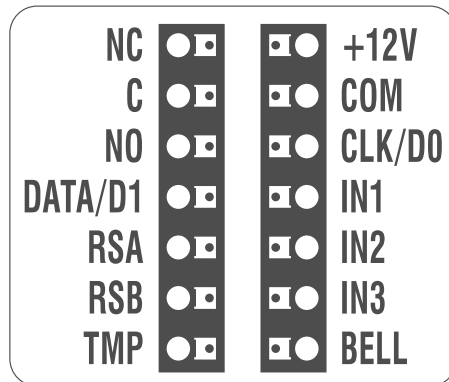 NC +12V
C COM
NO CLK/D0
DATA/D1 IN1
RSA IN2
RSB IN3
TMP BELL